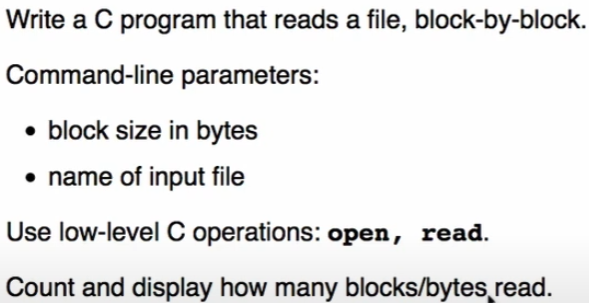 Write a C program that reads a file, block-by-block.
Command-line parameters:
• block size in bytes
• name of input file
Use low-level C operations: open, read.
Count and display how many blocks/bytes read.